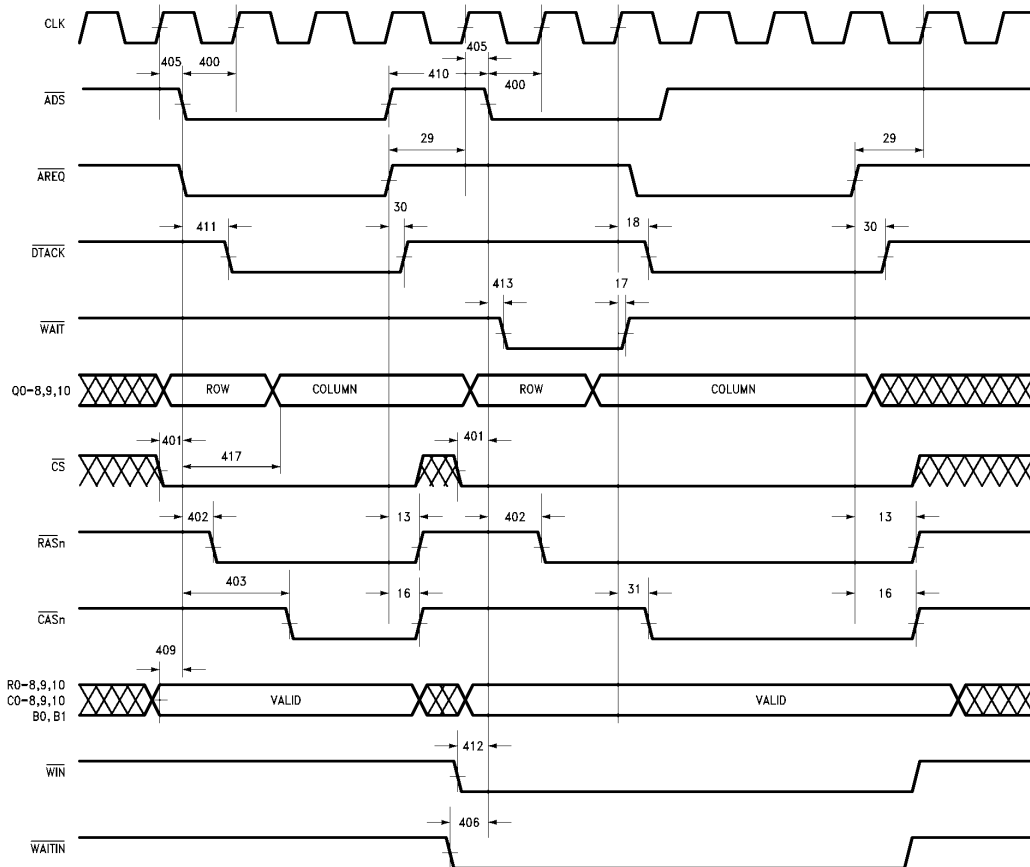 CLK
405 400 410 405 400
ADS
29 29
AREQ
411 30 18 30
DTACK
413 17
WAIT
Q0-8,9,10 ROW COLUMN ROW COLUMN
401 417 401
CS
402 13 402 13
RASn
403 16 31 16
CASn
409
R0-8,9,10
C0-8,9,10
B0, B1
VALID VALID
412
WIN
406
WAITIN